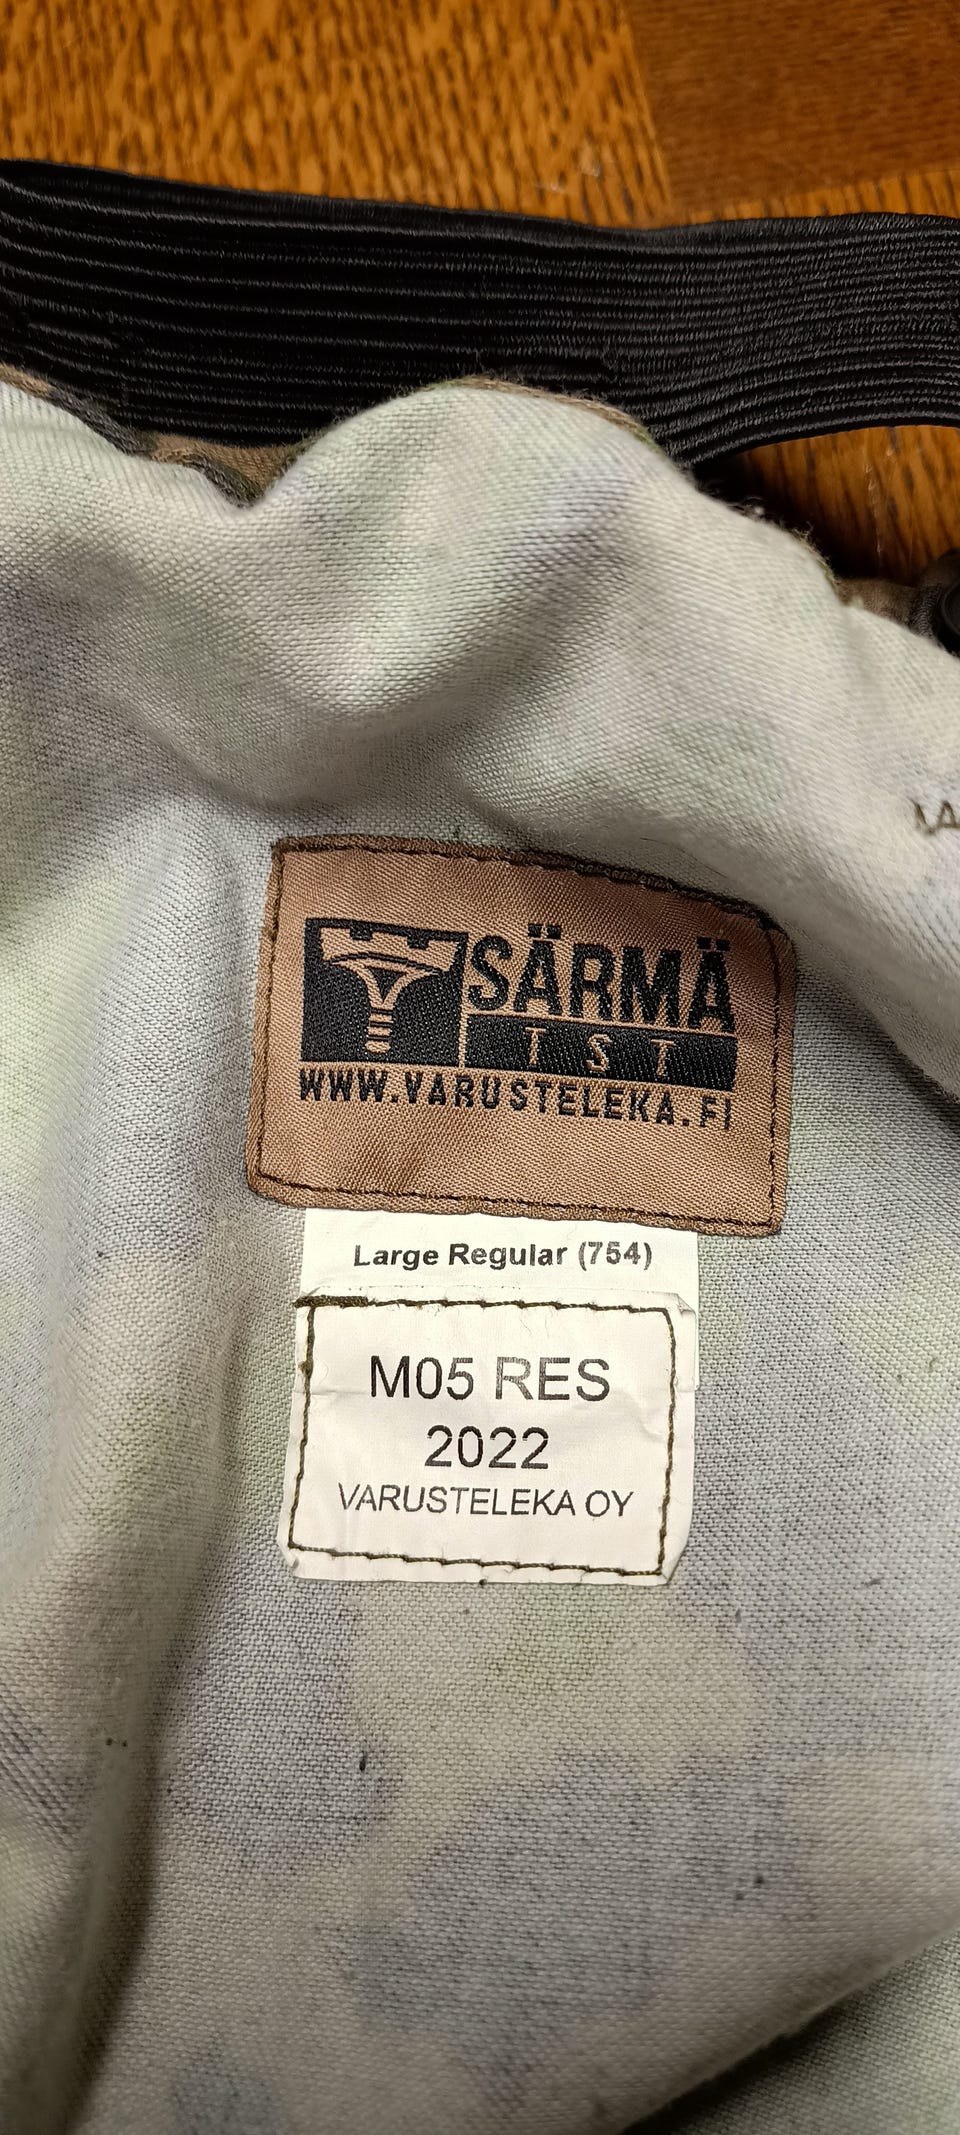 SÄRMÄ
TST
WWW.VARUSTELEKA.FI
Large Regular (754)
M05 RES
2022
VARUSTELEKA OY